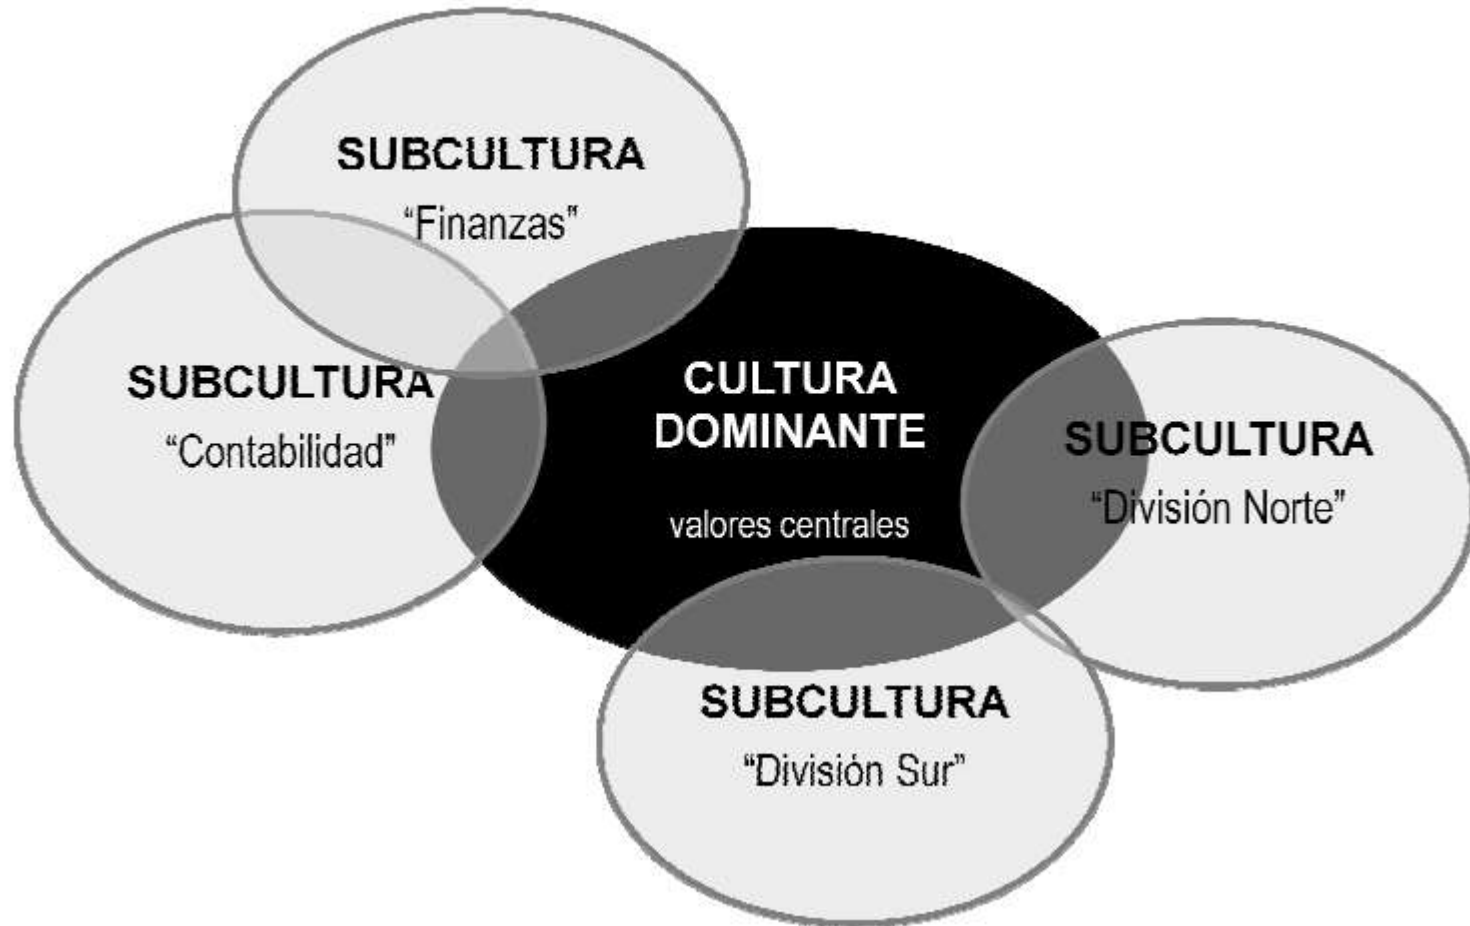 SUBCULTURA
“Finanzas”
SUBCULTURA
“Contabilidad”
CULTURA
DOMINANTE
valores centrales
SUBCULTURA
“División Norte”
SUBCULTURA
“División Sur”